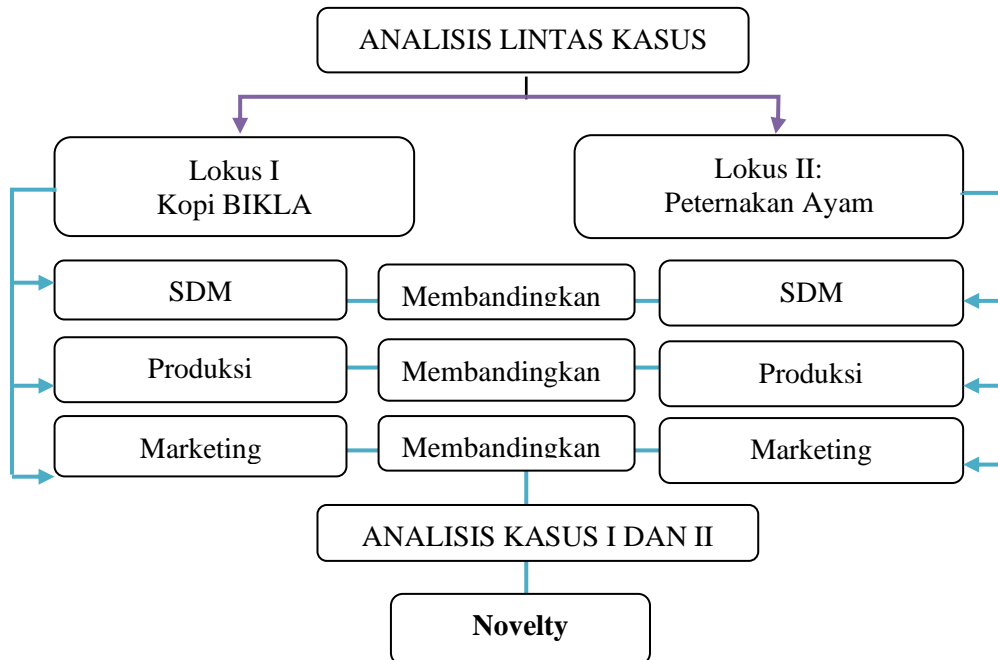 ANALISIS LINTAS KASUS
Lokus I
Kopi BIKLA
Lokus II:
Peternakan Ayam
SDM
Membandingkan
SDM
Produksi
Membandingkan
Produksi
Marketing
Membandingkan
Marketing
ANALISIS KASUS I DAN II
Novelty